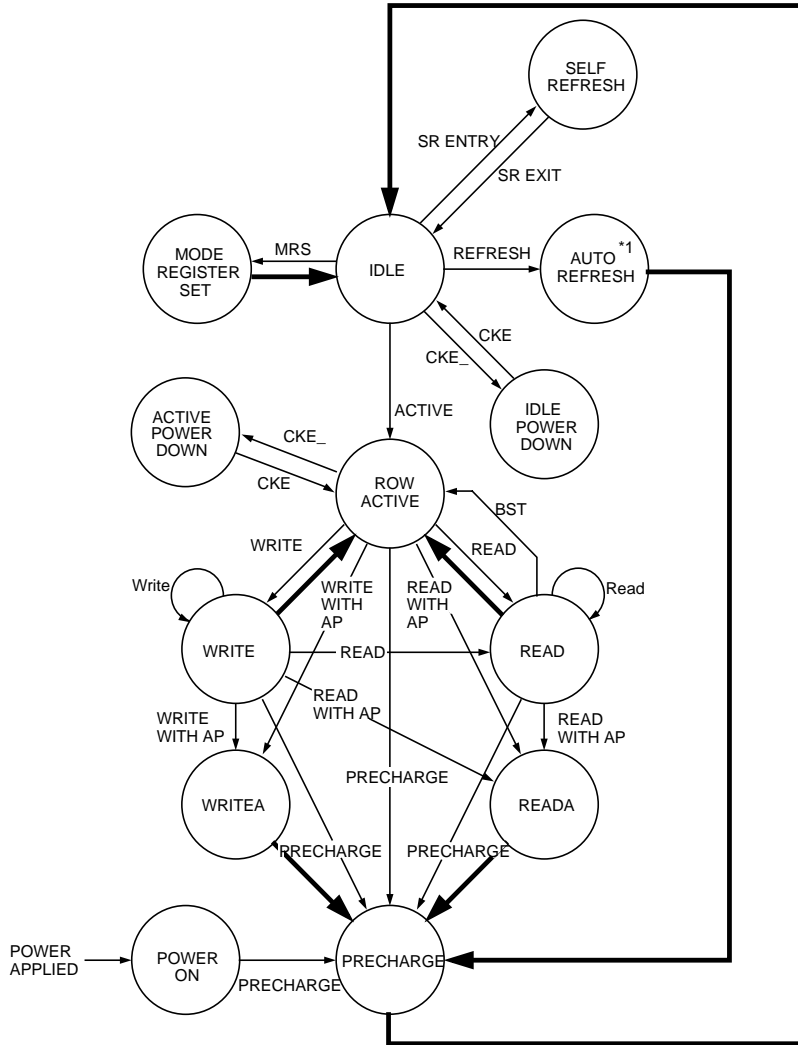 SELF
REFRESH
SR ENTRY
SR EXIT
MODE
REGISTER
SET
MRS
IDLE
REFRESH
*1
AUTO
REFRESH
CKE
CKE_
IDLE
POWER
DOWN
ACTIVE
ACTIVE
POWER
DOWN
CKE_
CKE
ROW
ACTIVE
BST
WRITE
READ
Write
WRITE
WITH
AP
READ
WITH
AP
Read
WRITE
READ
READ
READ
WITH AP
WRITE
WITH AP
READ
WITH AP
PRECHARGE
WRITEA
READA
PRECHARGE
PRECHARGE
POWER
APPLIED
POWER
ON
PRECHARGE
PRECHARGE